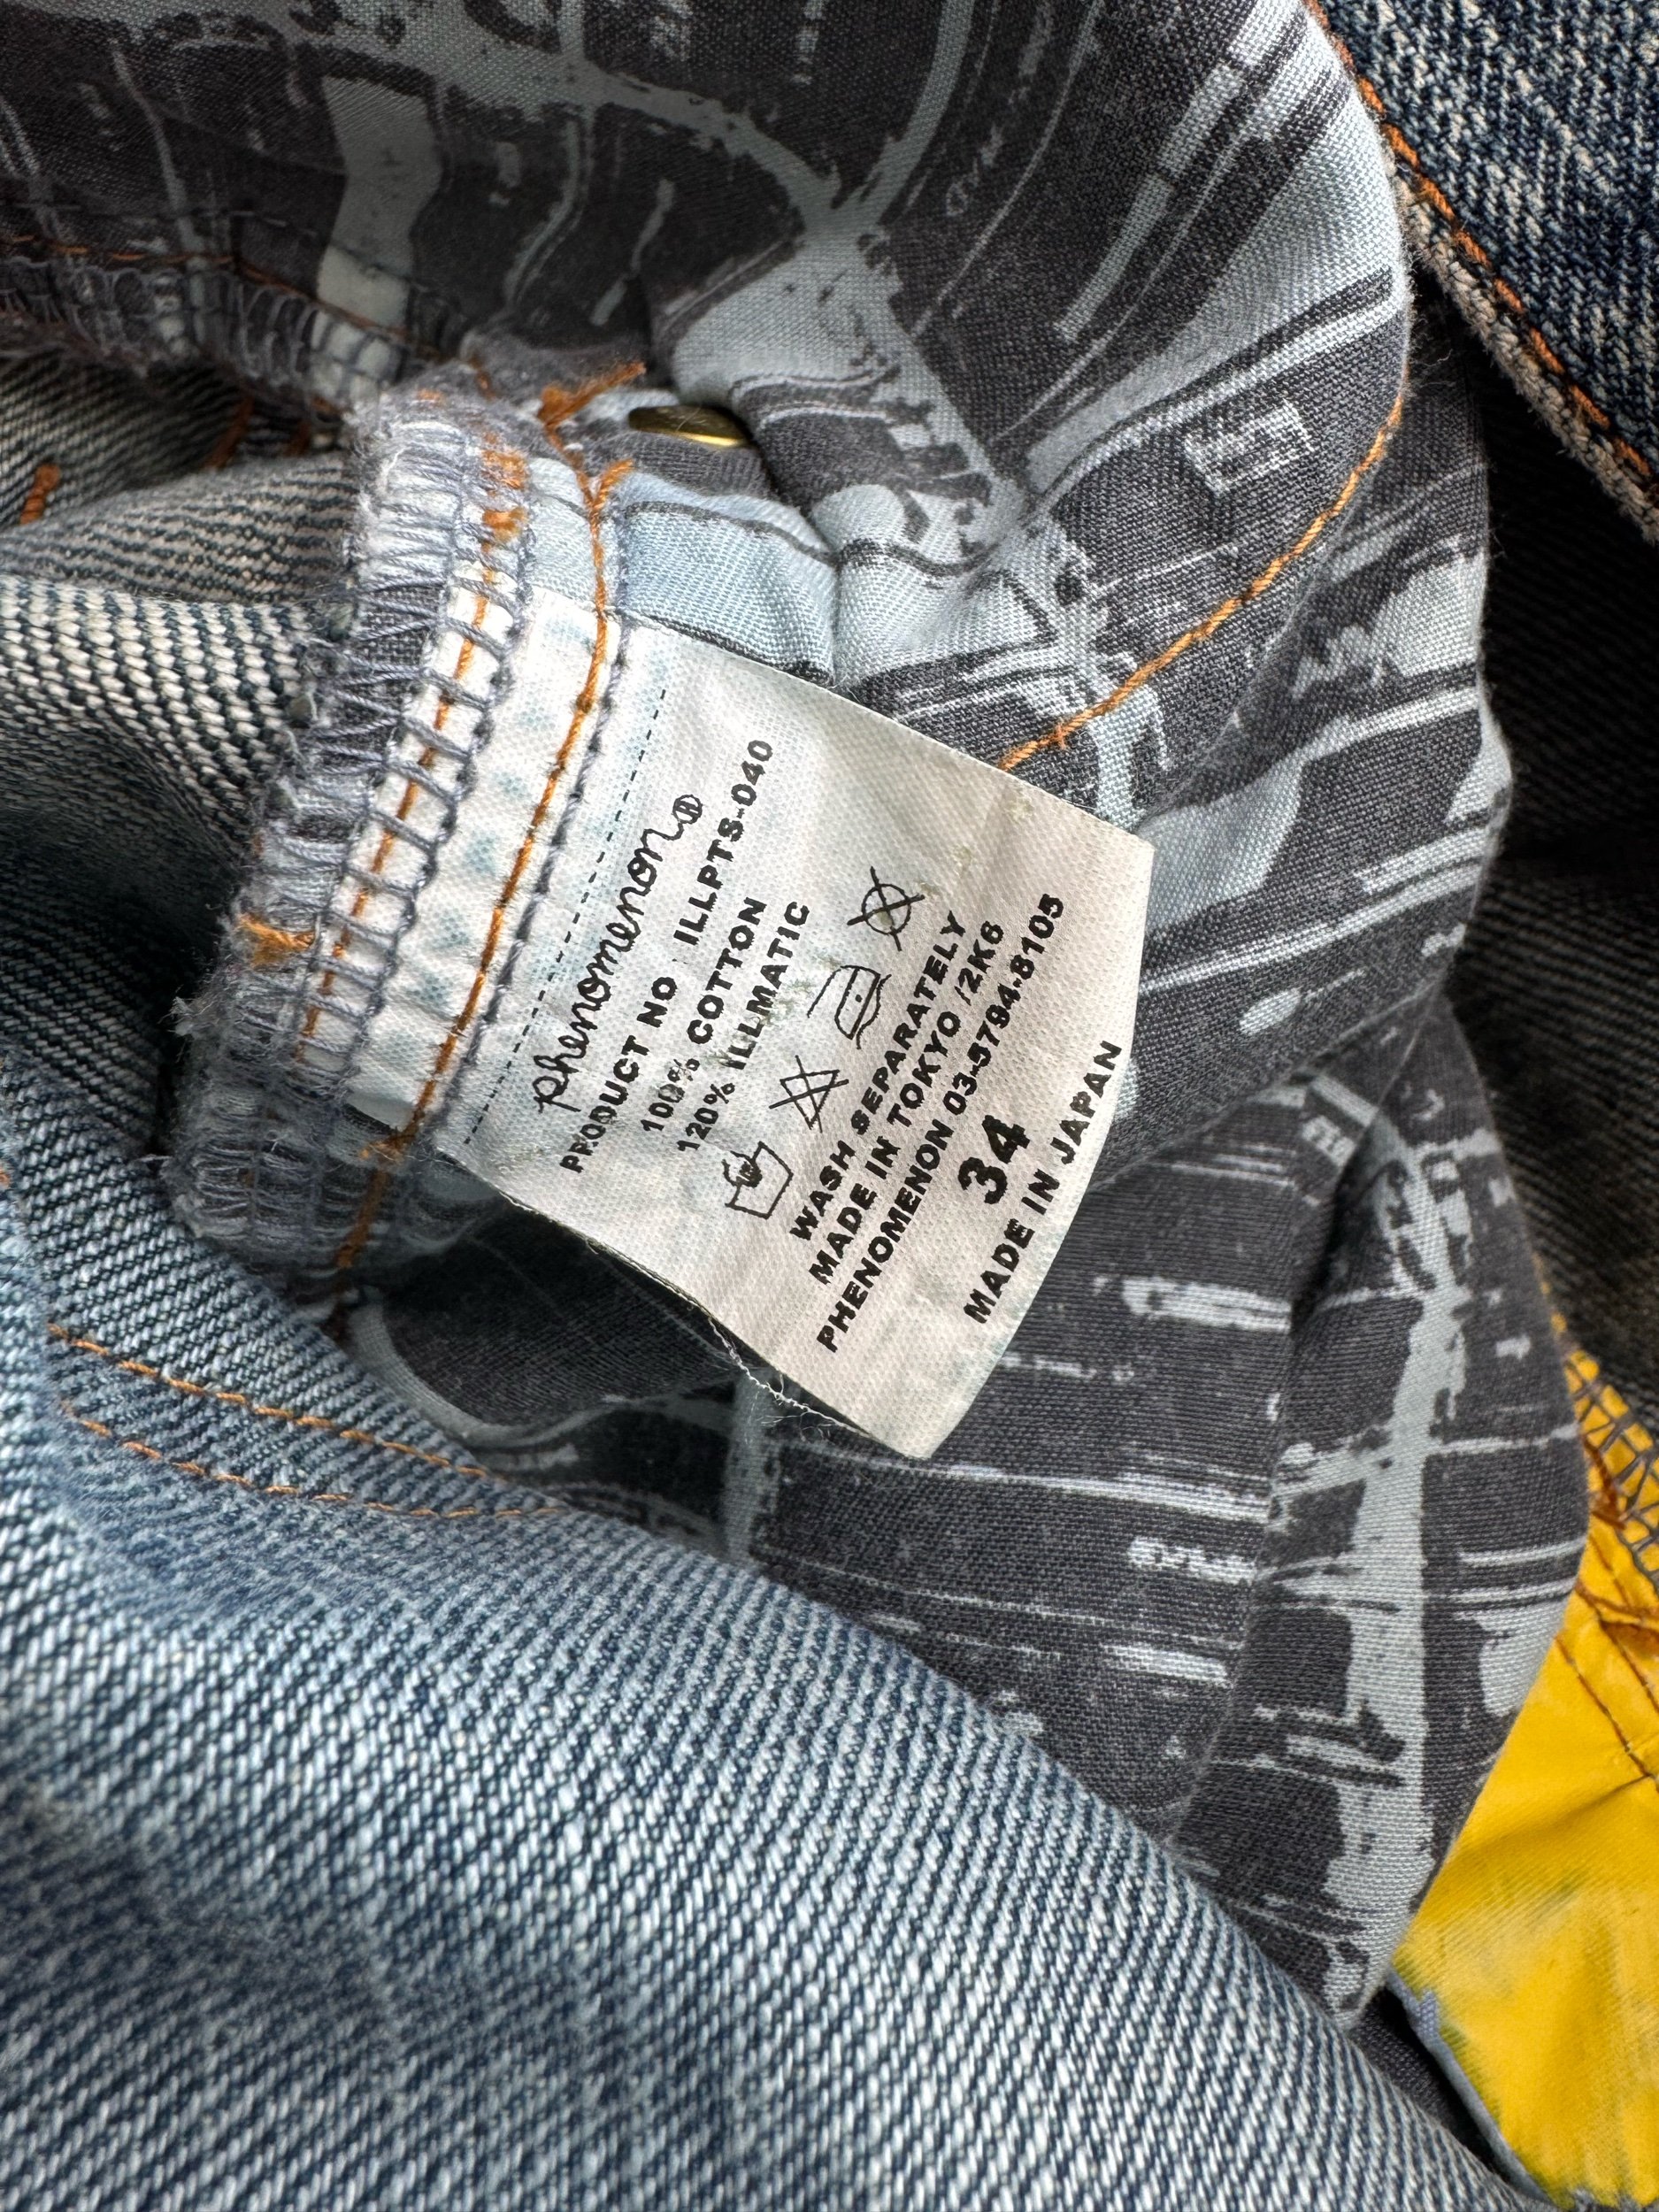 phenomenon®
PRODUCT NO ILLPTS-040
100% COTTON
120% ILLMATIC
WASH SEPARATELY
MADE IN TOKYO /2K6
PHENOMENON 03-5794-8105
34
MADE IN JAPAN